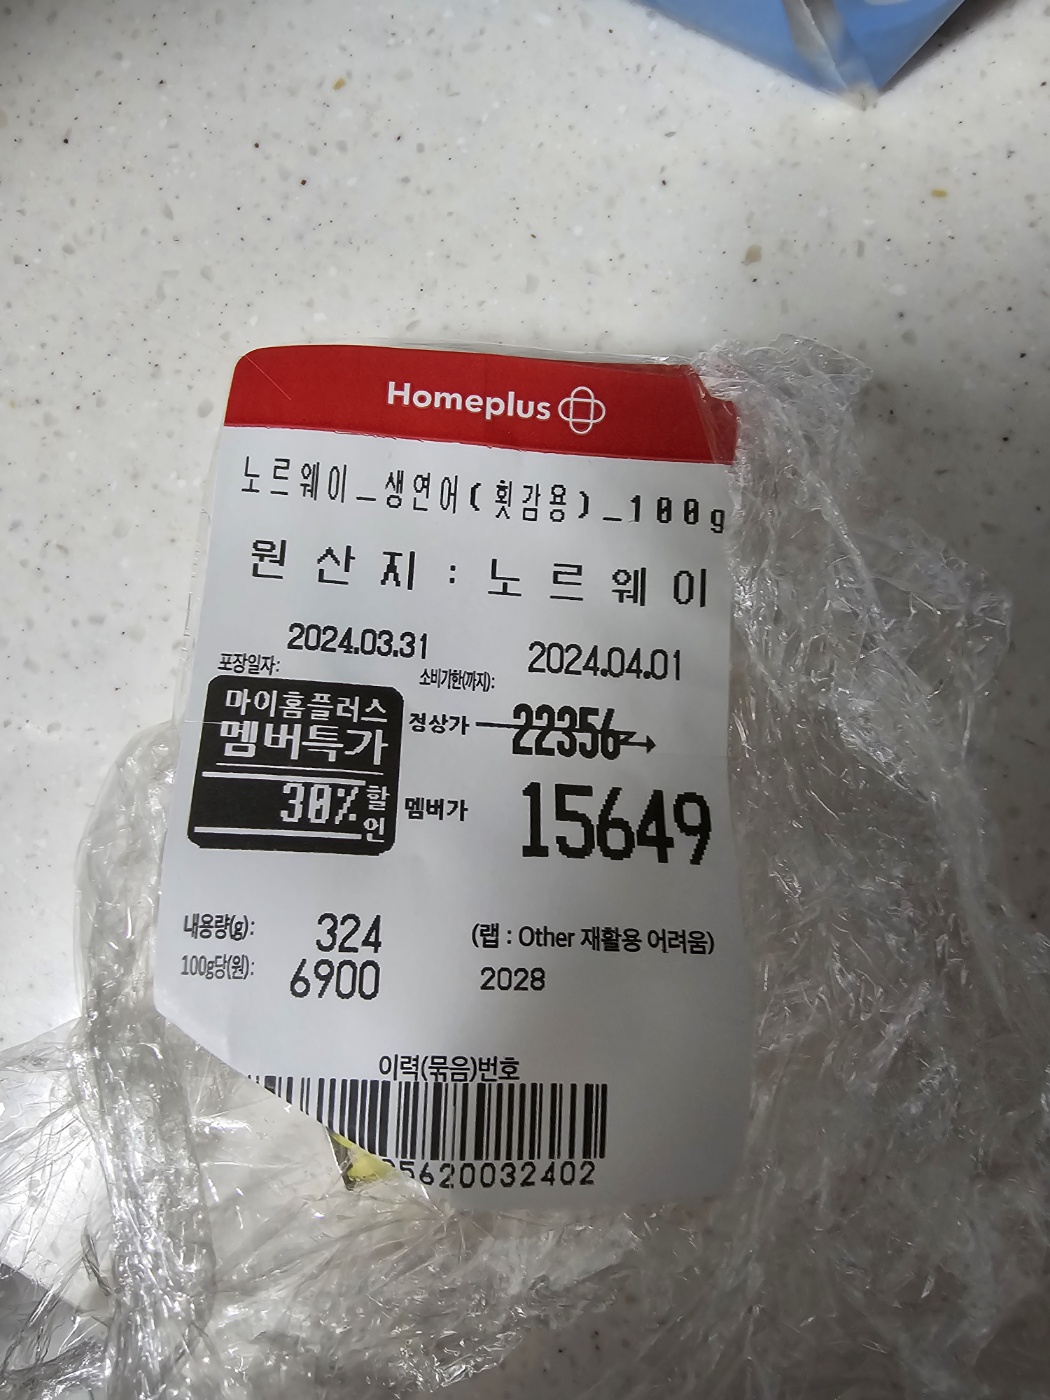 Homeplus
노르웨이_생연어(횟감용)_100g
원산지:노르웨이
포장일자: 2024.03.31 소비기한(까지): 2024.04.01
마이홈플러스
멤버특가
30% 할인
정상가 22356
멤버가 15649
내용량(g): 324 (랩 : Other 재활용 어려움)
100g당(원): 6900 2028
이력(묶음)번호
5620032402